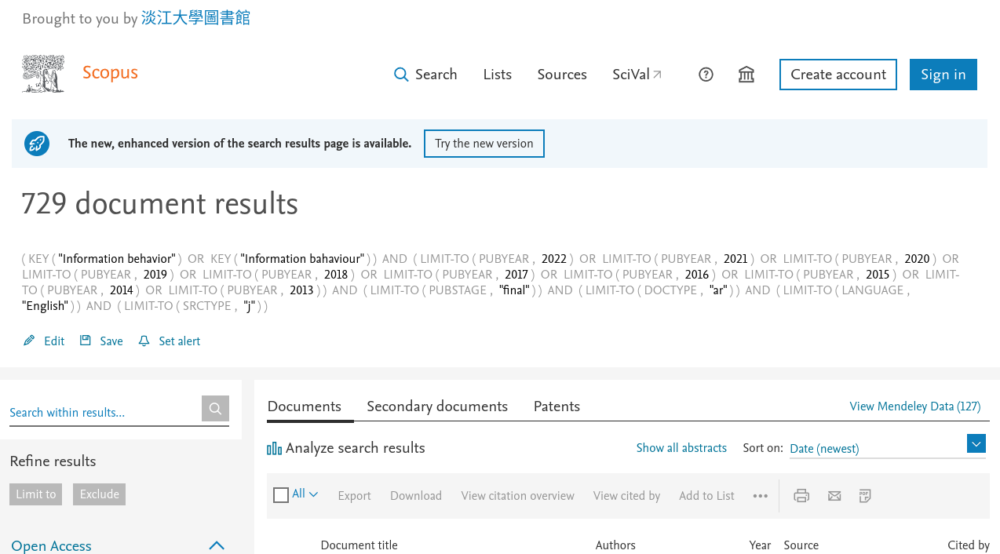 Brought to you by 淡江大學圖書館
Scopus
Search Lists Sources SciVal Create account Sign in
The new, enhanced version of the search results page is available. Try the new version
729 document results
( KEY ( "Information behavior" ) OR KEY ( "Information bahaviour" ) ) AND ( LIMIT-TO ( PUBYEAR , 2022 ) OR LIMIT-TO ( PUBYEAR , 2021 ) OR LIMIT-TO ( PUBYEAR , 2020 ) OR
LIMIT-TO ( PUBYEAR , 2019 ) OR LIMIT-TO ( PUBYEAR , 2018 ) OR LIMIT-TO ( PUBYEAR , 2017 ) OR LIMIT-TO ( PUBYEAR , 2016 ) OR LIMIT-TO ( PUBYEAR , 2015 ) OR LIMIT-
TO ( PUBYEAR , 2014 ) OR LIMIT-TO ( PUBYEAR , 2013 ) ) AND ( LIMIT-TO ( PUBSTAGE , "final" ) ) AND ( LIMIT-TO ( DOCTYPE , "ar" ) ) AND ( LIMIT-TO ( LANGUAGE ,
"English" ) ) AND ( LIMIT-TO ( SRCTYPE , "j" ) )
Edit Save Set alert
Search within results...
Refine results
Limit to Exclude
Open Access
Documents Secondary documents Patents View Mendeley Data (127)
Analyze search results Show all abstracts Sort on: Date (newest)
All Export Download View citation overview View cited by Add to List ••• PDF
Document title Authors Year Source Cited by